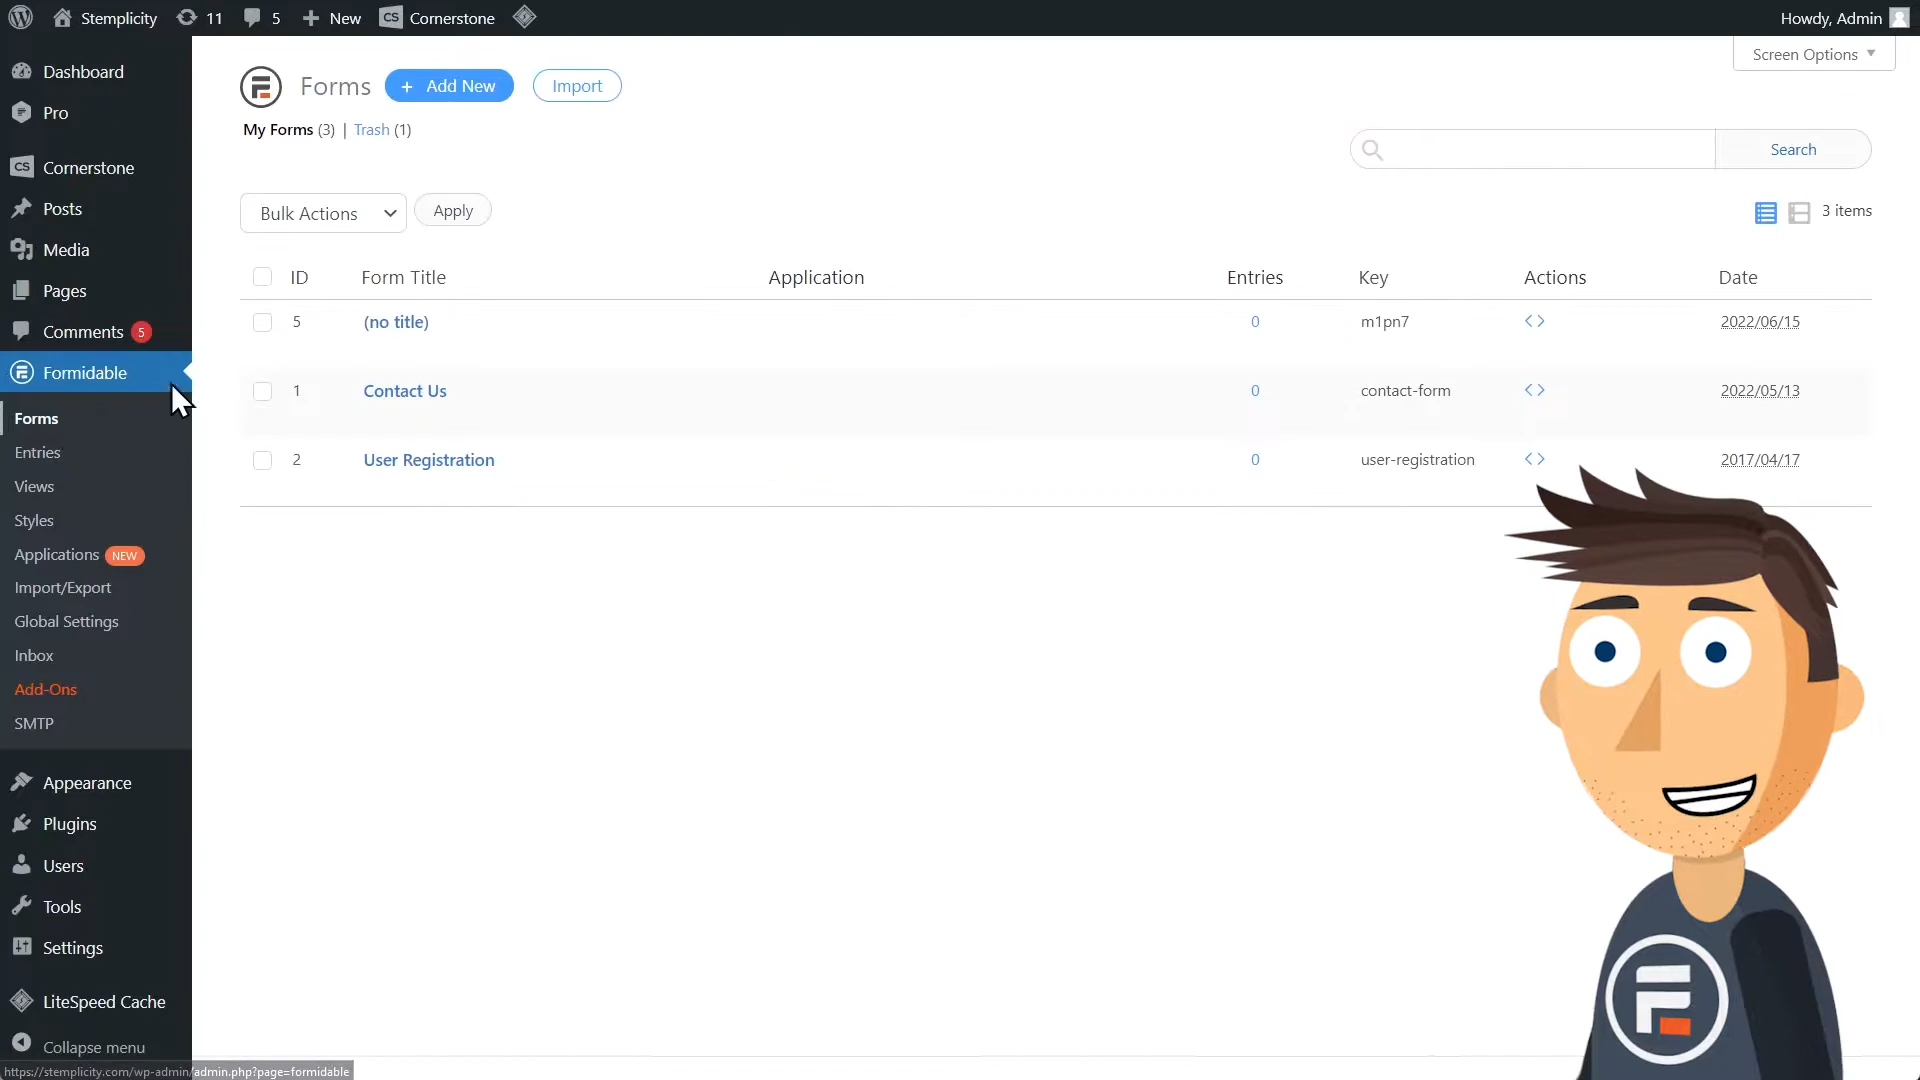 Stemplicity 11 5 New CS Cornerstone Howdy, Admin
Screen Options
Dashboard
Pro
CS Cornerstone
Posts
Media
Pages
Comments 5
Formidable
Forms
Entries
Views
Styles
Applications NEW
Import/Export
Global Settings
Inbox
Add-Ons
SMTP
Appearance
Plugins
Users
Tools
Settings
LiteSpeed Cache
Collapse menu
https://stemplicity.com/wp-admin/admin.php?page=formidable
Forms + Add New Import
My Forms (3) | Trash (1)
Search
Bulk Actions Apply
3 items
ID Form Title Application Entries Key Actions Date
5 (no title) 0 m1pn7 <> 2022/06/15
1 Contact Us 0 contact-form <> 2022/05/13
2 User Registration 0 user-registration <> 2017/04/17